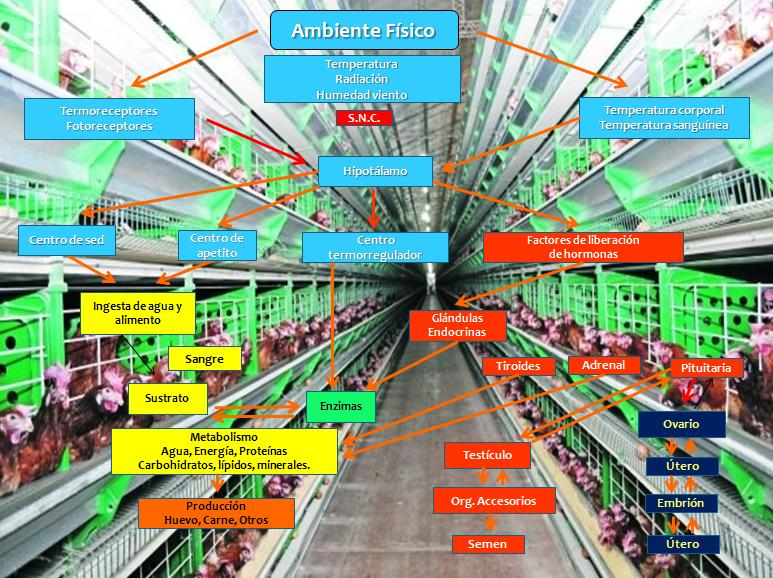 Ambiente Físico
Temperatura
Radiación
Humedad viento
Termoreceptores
Fotoreceptores
S.N.C.
Temperatura corporal
Temperatura sanguínea
Hipotálamo
Centro de sed
Centro de
apetito
Centro
termorregulador
Factores de liberación
de hormonas
Ingesta de agua y
alimento
Glándulas
Endocrinas
Sangre
Tiroides
Adrenal
Pituitaria
Sustrato
Enzimas
Ovario
Metabolismo
Agua, Energía, Proteínas
Carbohidratos, lípidos, minerales.
Testículo
Útero
Producción
Huevo, Carne, Otros
Org. Accesorios
Embrión
Semen
Útero